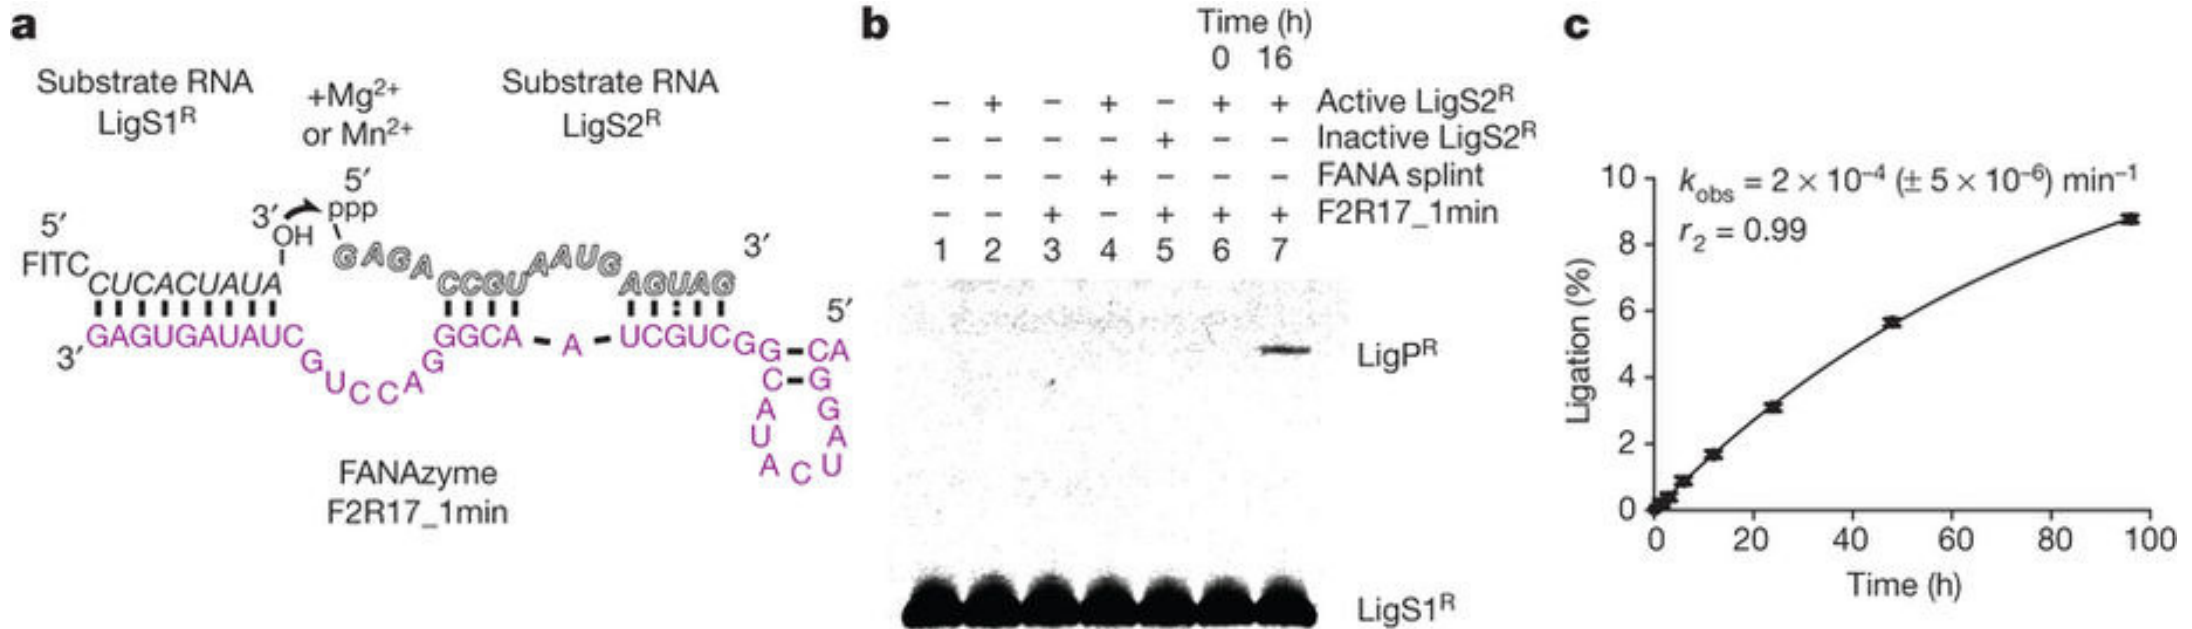 a
Substrate RNA
LigS1ᴿ
+Mg²⁺
or Mn²⁺
Substrate RNA
LigS2ᴿ
5′
ppp
3′
OH
5′
FITC
CUCACUAUA
GAGA
CCGU
AAUG
AGUAG
3′
3′
GAGUGAUAUC
GUCCAG
GGCA
A
UCGUC
GG
CA
5′
C
G
A
G
U
A
A
C
U
FANAzyme
F2R17_1min
b
Time (h)
0 16
– + – + – + + Active LigS2ᴿ
– – – – + – – Inactive LigS2ᴿ
– – – + – – – FANA splint
– – + – + + + F2R17_1min
1 2 3 4 5 6 7
LigPᴿ
LigS1ᴿ
c
k_obs = 2 × 10⁻⁴ (± 5 × 10⁻⁶) min⁻¹
r₂ = 0.99
Ligation (%)
10
8
6
4
2
0
0 20 40 60 80 100
Time (h)